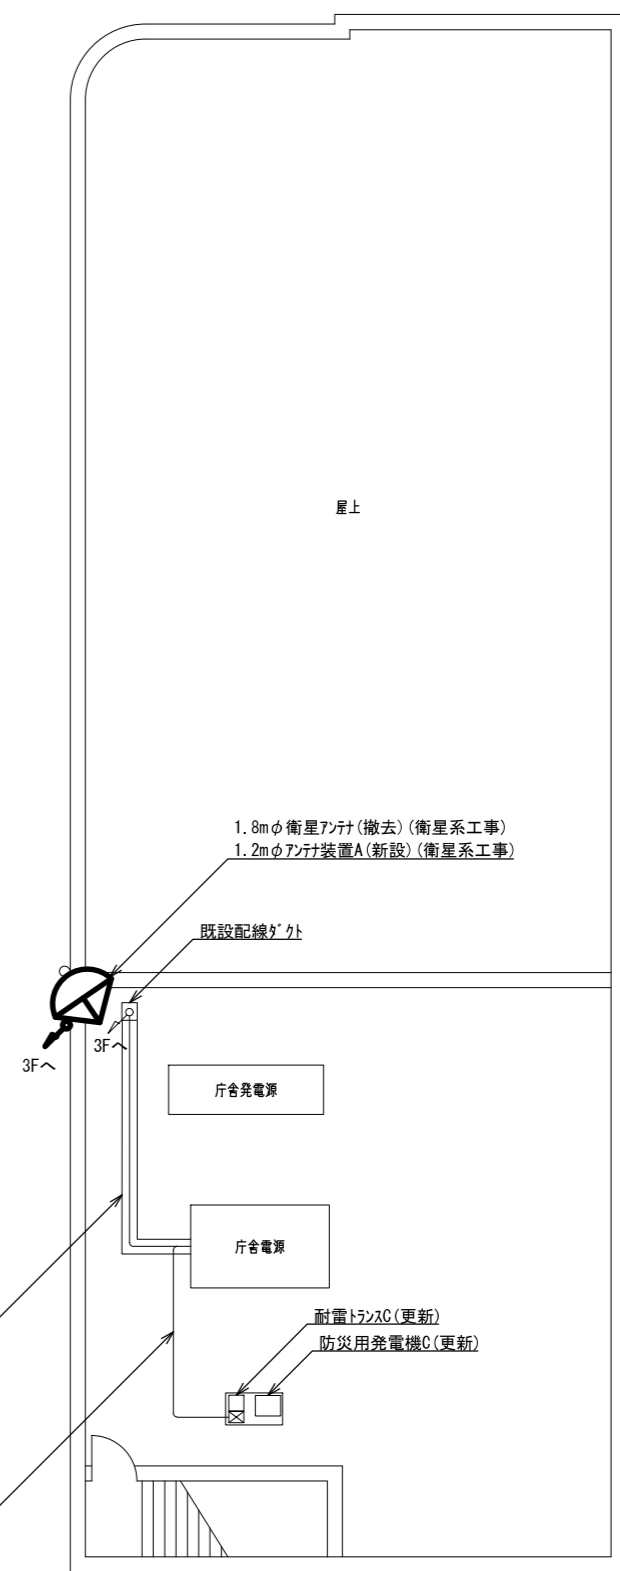 屋上
1.8mφ衛星アンテナ(撤去)(衛星系工事)
1.2mφアンテナ装置A(新設)(衛星系工事)
既設配線ダクト
3Fへ
3Fへ
庁舎発電源
庁舎電源
耐雷トランスC(更新)
防災用発電機C(更新)